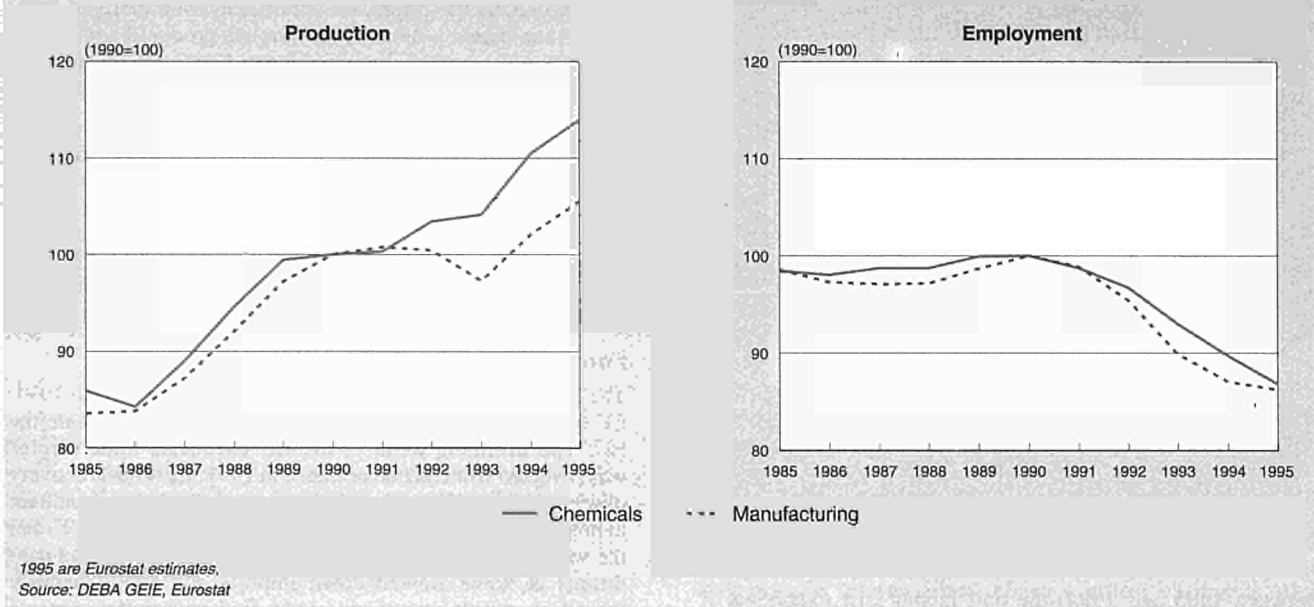 Production
(1990=100)
120
110
100
90
80
1985 1986 1987 1988 1989 1990 1991 1992 1993 1994 1995
Employment
(1990=100)
120
110
100
90
80
1985 1986 1987 1988 1989 1990 1991 1992 1993 1994 1995
Chemicals Manufacturing
1995 are Eurostat estimates,
Source: DEBA GEIE, Eurostat